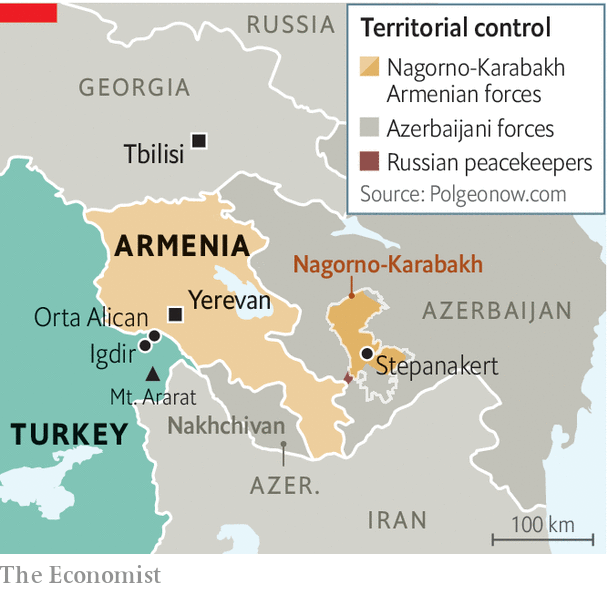 RUSSIA
Territorial control
Nagorno-Karabakh
Armenian forces
Azerbaijani forces
Russian peacekeepers
Source: Polgeonow.com
GEORGIA
Tbilisi
ARMENIA
Nagorno-Karabakh
Yerevan
AZERBAIJAN
Orta Alican
Igdir
Stepanakert
Mt. Ararat
TURKEY
Nakhchivan
AZER.
IRAN
100 km
The Economist